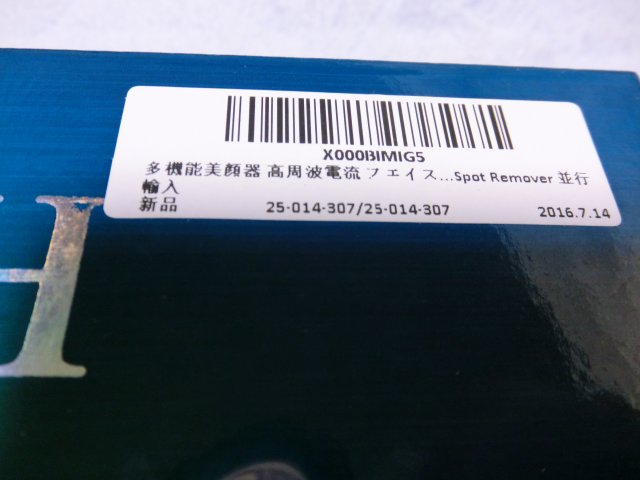 X000BIMIG5
多機能美顔器 高周波電流 フェイス...Spot Remover 並行
輸入
新品 25-014-307/25-014-307 2016.7.14
H